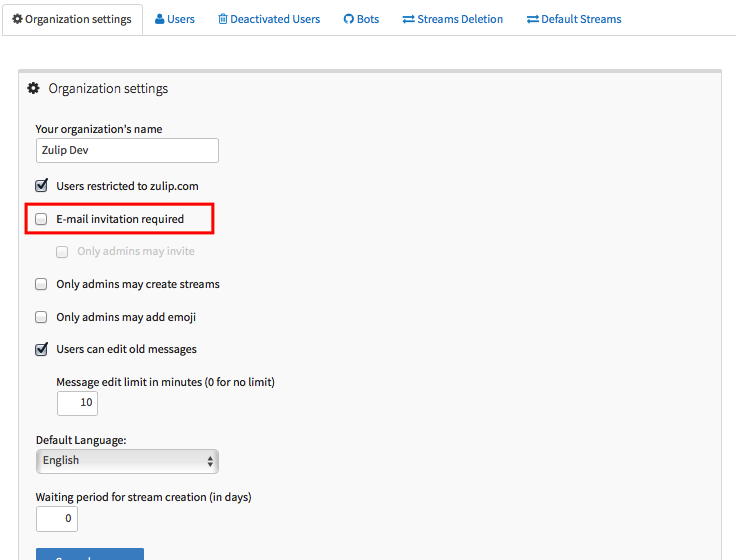 Organization settings Users Deactivated Users Bots Streams Deletion Default Streams
Organization settings
Your organization's name
Zulip Dev
Users restricted to zulip.com
E-mail invitation required
Only admins may invite
Only admins may create streams
Only admins may add emoji
Users can edit old messages
Message edit limit in minutes (0 for no limit)
10
Default Language:
English
Waiting period for stream creation (in days)
0